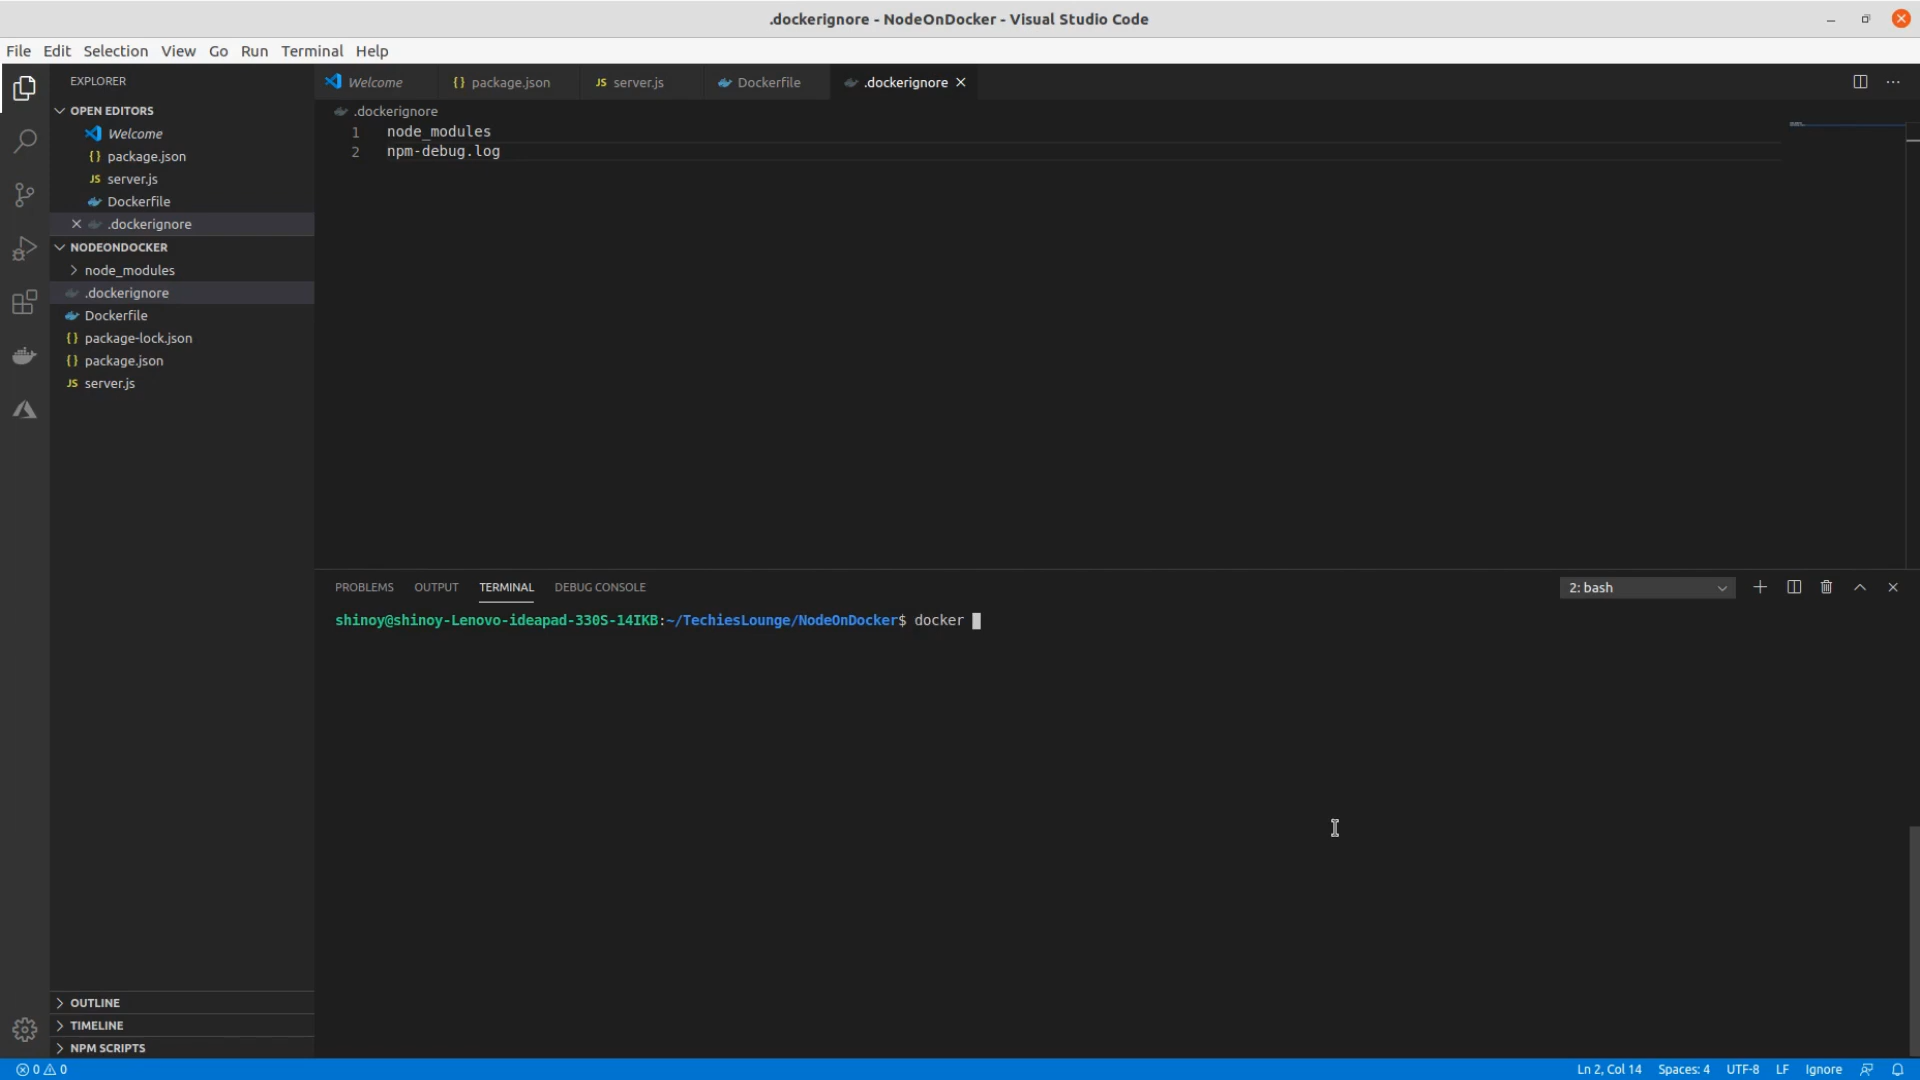 .dockerignore - NodeOnDocker - Visual Studio Code
File Edit Selection View Go Run Terminal Help
EXPLORER
OPEN EDITORS
Welcome
{} package.json
JS server.js
Dockerfile
.dockerignore
NODEONDOCKER
node_modules
.dockerignore
Dockerfile
{} package-lock.json
{} package.json
JS server.js
OUTLINE
TIMELINE
NPM SCRIPTS
Welcome {} package.json JS server.js Dockerfile .dockerignore
.dockerignore
1 node_modules
2 npm-debug.log
PROBLEMS OUTPUT TERMINAL DEBUG CONSOLE 2: bash
shinoy@shinoy-Lenovo-ideapad-330S-14IKB:~/TechiesLounge/NodeOnDocker$ docker
0 0 Ln 2, Col 14 Spaces: 4 UTF-8 LF Ignore